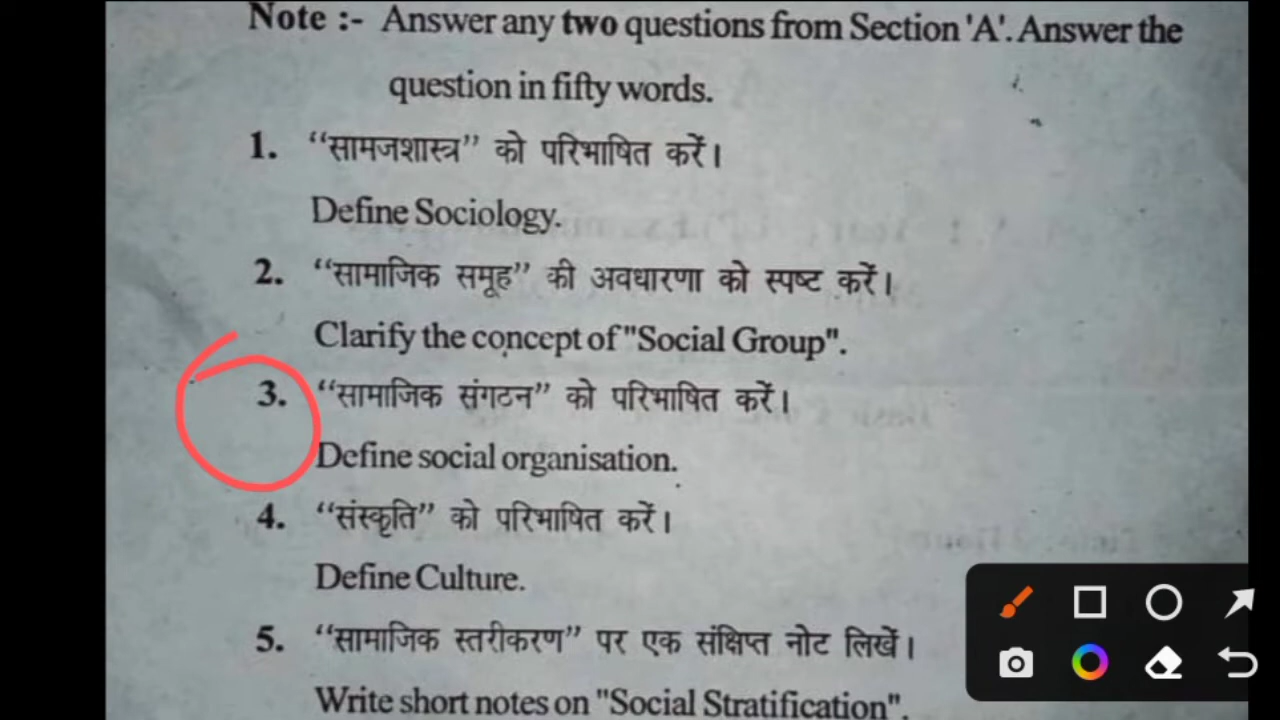 Note :- Answer any two questions from Section 'A'. Answer the
question in fifty words.
1. “सामजशास्त्र” को परिभाषित करें।
Define Sociology.
2. “सामाजिक समूह” की अवधारणा को स्पष्ट करें।
Clarify the concept of "Social Group".
3. “सामाजिक संगठन” को परिभाषित करें।
Define social organisation.
4. “संस्कृति” को परिभाषित करें।
Define Culture.
5. “सामाजिक स्तरीकरण” पर एक संक्षिप्त नोट लिखें।
Write short notes on "Social Stratification".